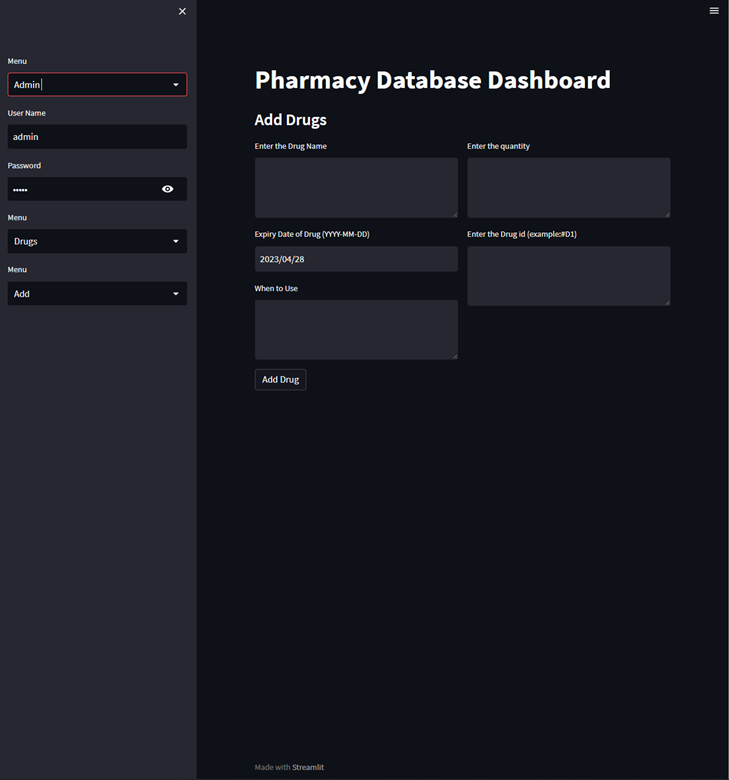 Menu
Admin
User Name
admin
Password
•••••
Menu
Drugs
Menu
Add
Pharmacy Database Dashboard
Add Drugs
Enter the Drug Name
Enter the quantity
Expiry Date of Drug (YYYY-MM-DD)
Enter the Drug id (example:#D1)
2023/04/28
When to Use
Add Drug
Made with Streamlit